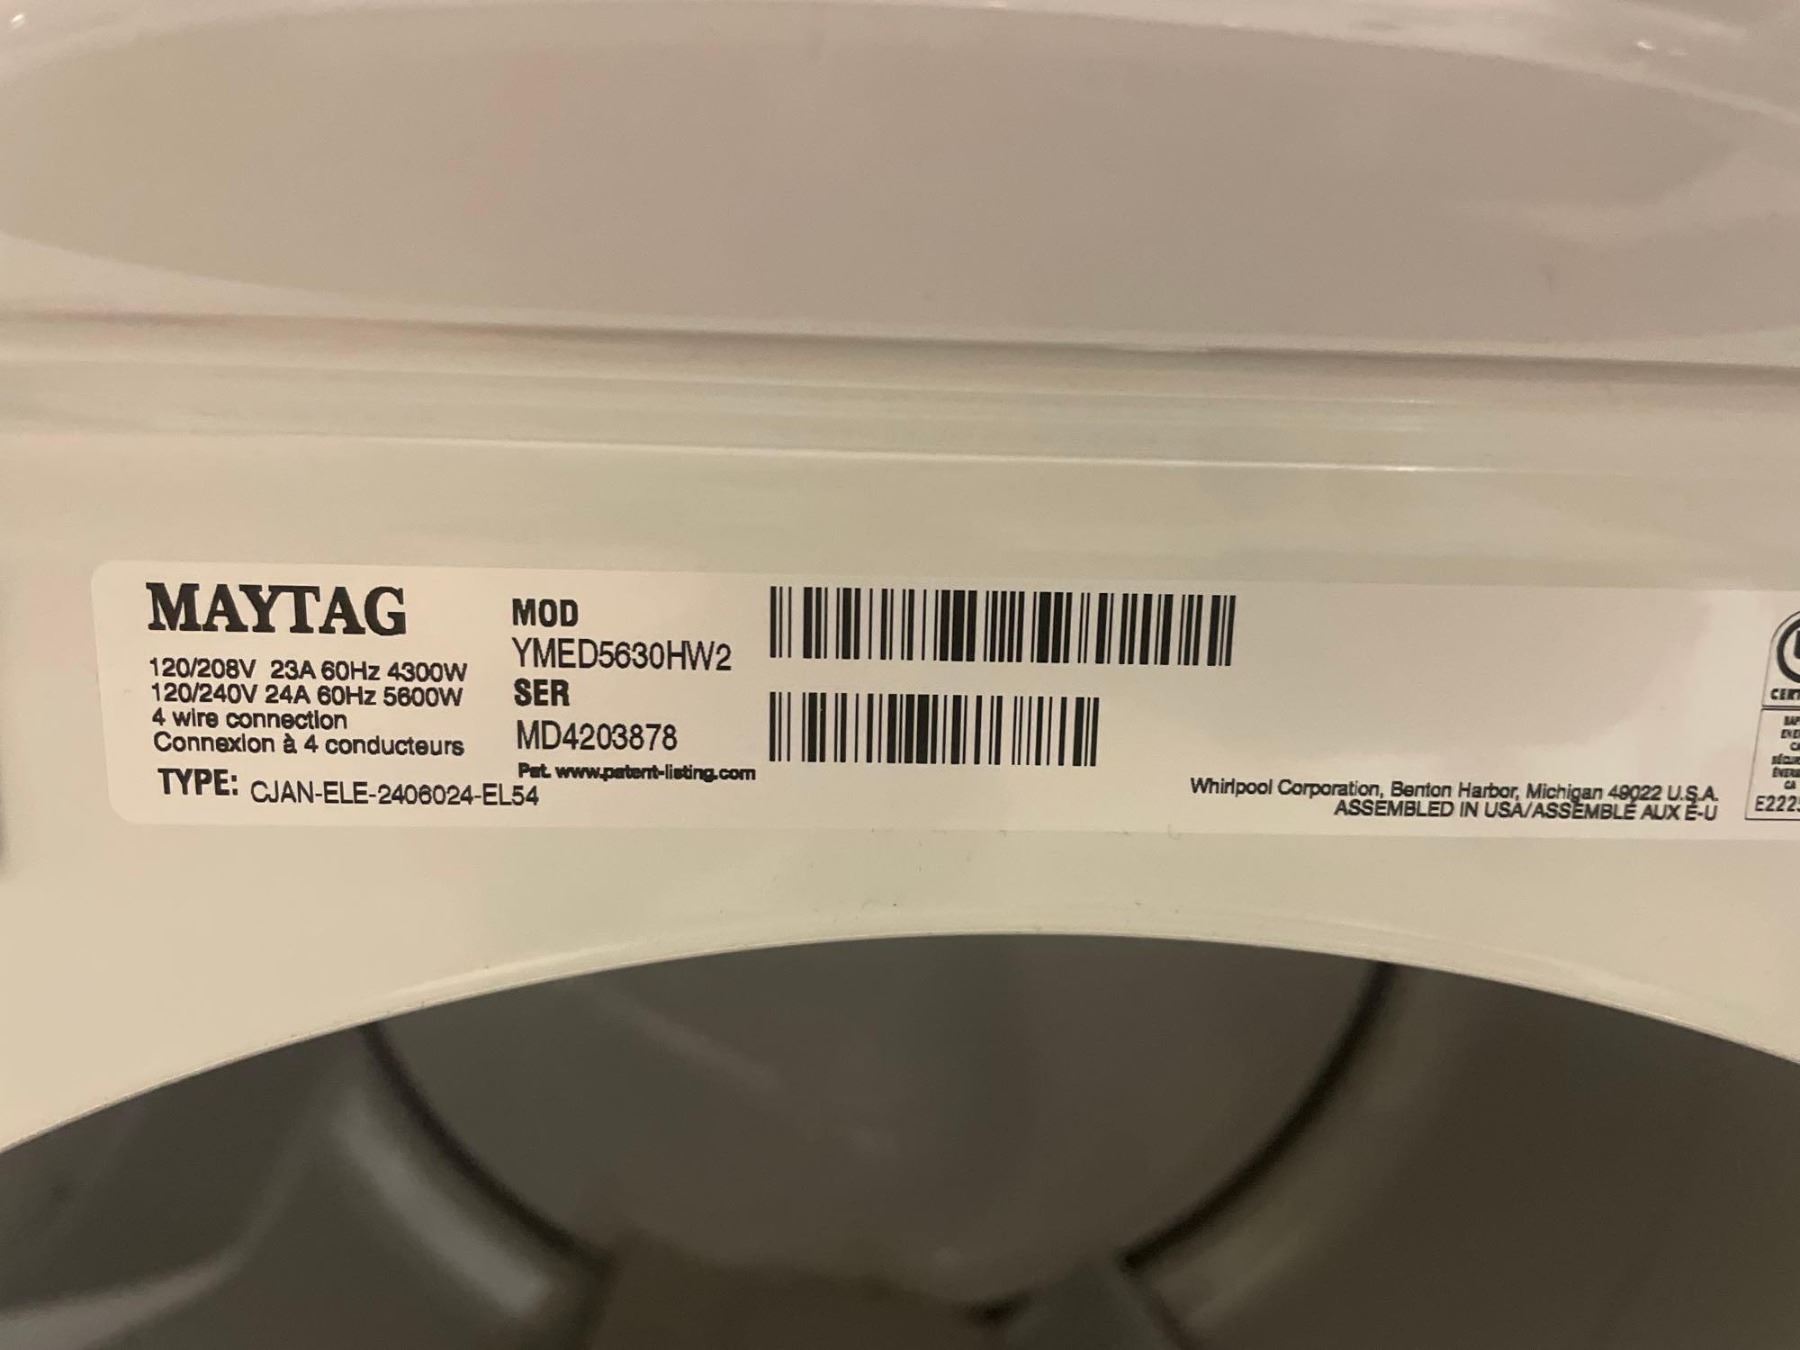 MAYTAG
120/208V 23A 60Hz 4300W
120/240V 24A 60Hz 5600W
4 wire connection
Connexion à 4 conducteurs
TYPE: CJAN-ELE-2406024-EL54
MOD
YMED5630HW2
SER
MD4203878
Pat. www.patent-listing.com
Whirlpool Corporation, Benton Harbor, Michigan 49022 U.S.A.
ASSEMBLED IN USA/ASSEMBLÉ AUX É-U